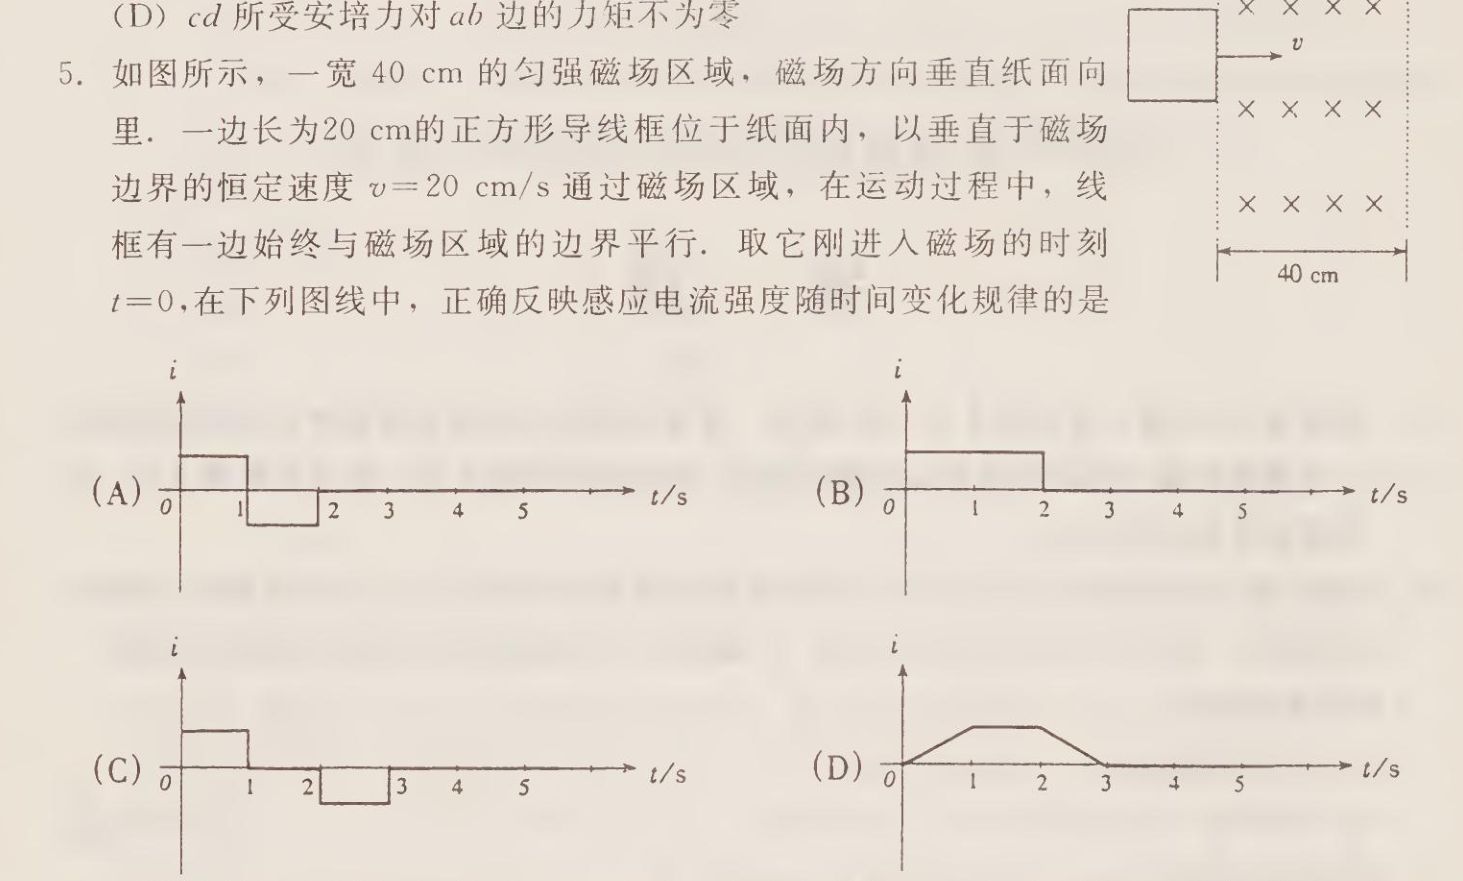 (D) cd 所受安培力对 ab 边的力矩不为零
5. 如图所示，一宽 40 cm 的匀强磁场区域，磁场方向垂直纸面向
里．一边长为20 cm的正方形导线框位于纸面内，以垂直于磁场
边界的恒定速度 v=20 cm/s 通过磁场区域，在运动过程中，线
框有一边始终与磁场区域的边界平行．取它刚进入磁场的时刻
t=0,在下列图线中，正确反映感应电流强度随时间变化规律的是
× × × ×
v
× × × ×
× × × ×
40 cm
i
(A) 0 1 2 3 4 5 t/s
i
(B) 0 1 2 3 4 5 t/s
i
(C) 0 1 2 3 4 5 t/s
i
(D) 0 1 2 3 4 5 t/s